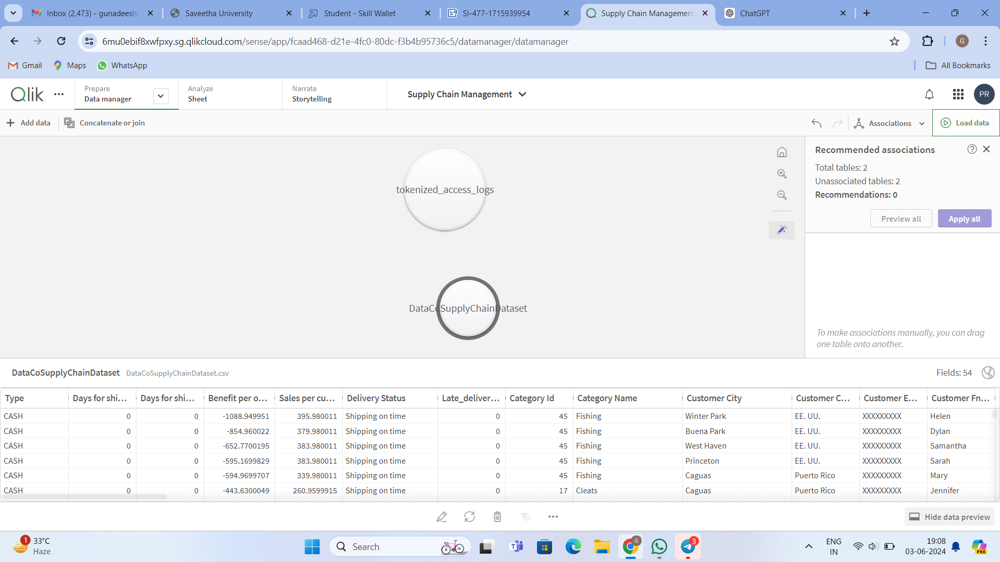 Inbox (2,473) - gunadeeshg
Saveetha University
Student - Skill Wallet
SI-477-1715939954
Supply Chain Management
ChatGPT
6mu0ebif8xwfpxy.sg.qlikcloud.com/sense/app/fcaad468-d21e-4fc0-80dc-f3b4b95736c5/datamanager/datamanager
G
Gmail
Maps
WhatsApp
All Bookmarks
Qlik
Prepare
Data manager
Analyze
Sheet
Narrate
Storytelling
Supply Chain Management
PR
Add data
Concatenate or join
Associations
Load data
tokenized_access_logs
DataCoSupplyChainDataset
Recommended associations
Total tables: 2
Unassociated tables: 2
Recommendations: 0
Preview all
Apply all
To make associations manually, you can drag
one table onto another.
DataCoSupplyChainDataset DataCoSupplyChainDataset.csv
Fields: 54
Type Days for shi... Days for shi... Benefit per o... Sales per cu... Delivery Status Late_deliver... Category Id Category Name Customer City Customer C... Customer E... Customer Fn...
CASH 0 0 -1088.949951 395.980011 Shipping on time 0 45 Fishing Winter Park EE. UU. XXXXXXXXX Helen
CASH 0 0 -854.960022 379.980011 Shipping on time 0 45 Fishing Buena Park EE. UU. XXXXXXXXX Dylan
CASH 0 0 -652.7700195 383.980011 Shipping on time 0 45 Fishing West Haven EE. UU. XXXXXXXXX Samantha
CASH 0 0 -595.1699829 383.980011 Shipping on time 0 45 Fishing Princeton EE. UU. XXXXXXXXX Sarah
CASH 0 0 -594.9699707 339.980011 Shipping on time 0 45 Fishing Caguas Puerto Rico XXXXXXXXX Mary
CASH 0 0 -443.6300049 260.9599915 Shipping on time 0 17 Cleats Caguas Puerto Rico XXXXXXXXX Jennifer
Hide data preview
1
33°C
Haze
Search
G
3
ENG
IN
19:08
03-06-2024
PRE